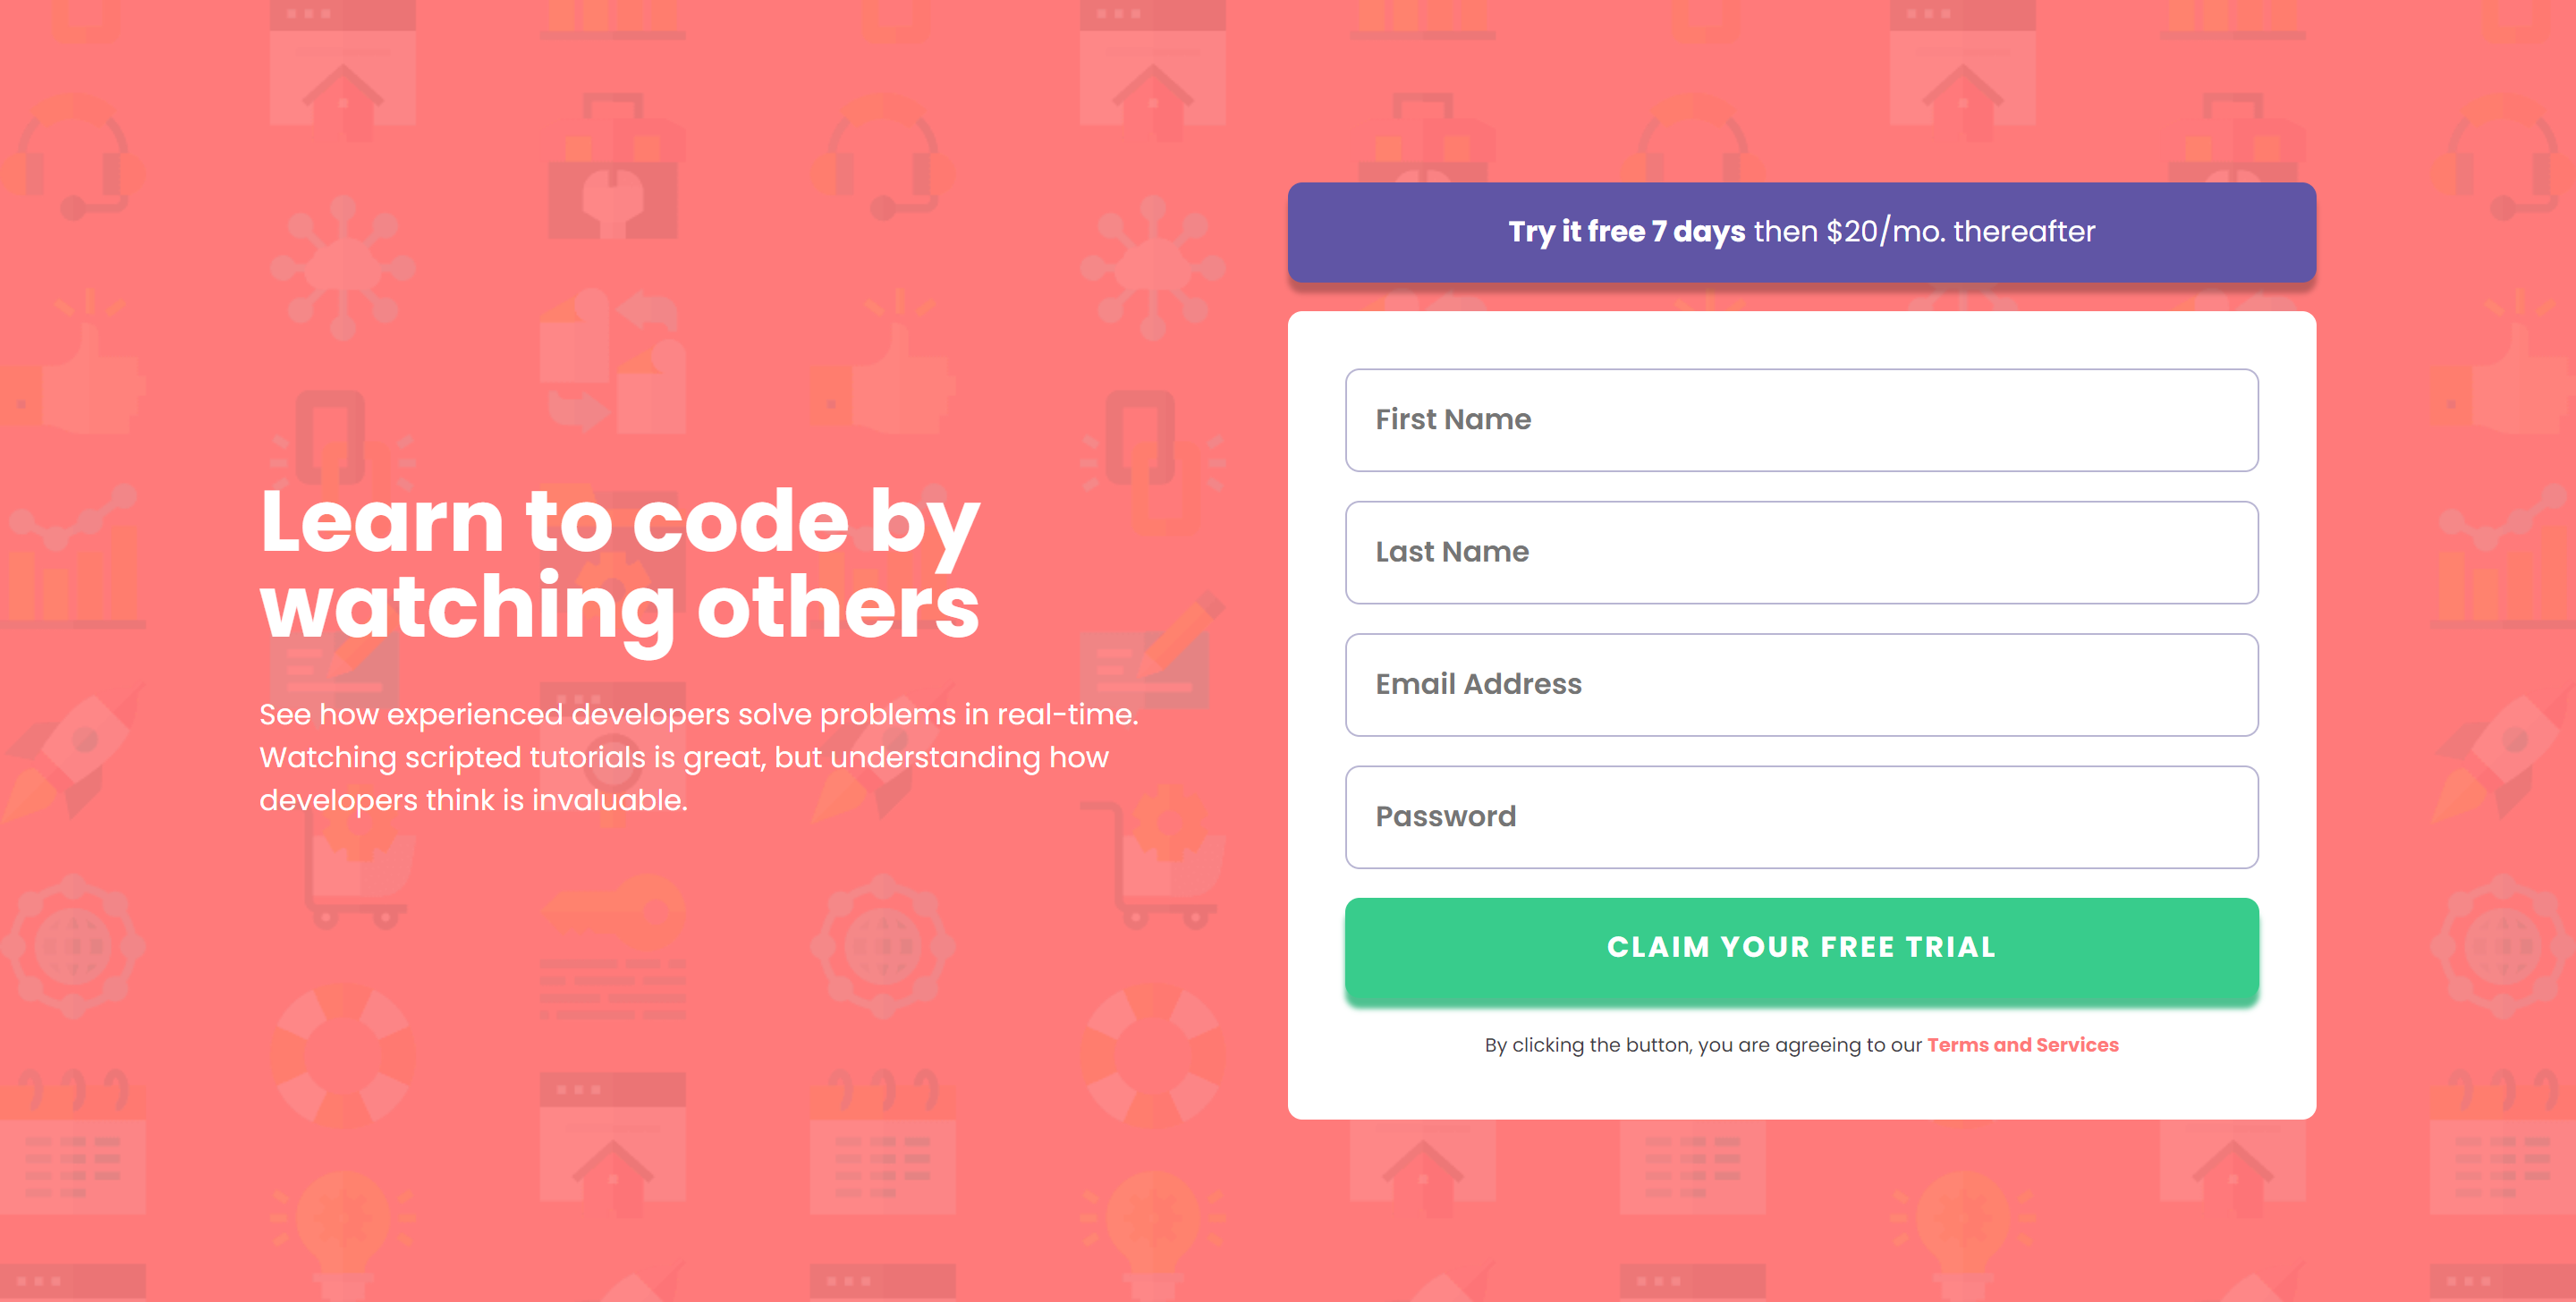 Learn to code by
watching others
See how experienced developers solve problems in real-time.
Watching scripted tutorials is great, but understanding how
developers think is invaluable.
Try it free 7 days then $20/mo. thereafter
First Name
Last Name
Email Address
Password
CLAIM YOUR FREE TRIAL
By clicking the button, you are agreeing to our Terms and Services